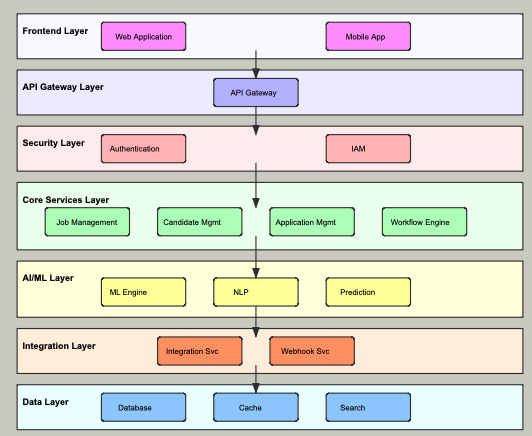 Frontend Layer
Web Application
Mobile App
API Gateway Layer
API Gateway
Security Layer
Authentication
IAM
Core Services Layer
Job Management
Candidate Mgmt
Application Mgmt
Workflow Engine
AI/ML Layer
ML Engine
NLP
Prediction
Integration Layer
Integration Svc
Webhook Svc
Data Layer
Database
Cache
Search